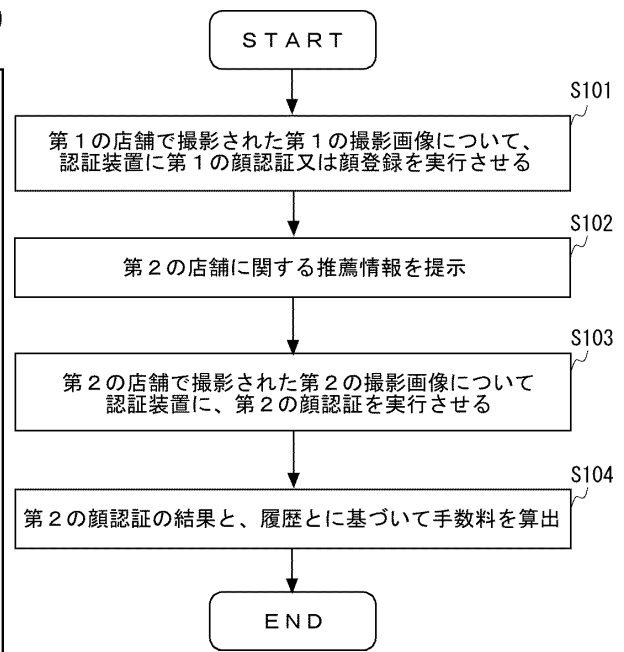 START
S101
第１の店舗で撮影された第１の撮影画像について、
認証装置に第１の顔認証又は顔登録を実行させる
S102
第２の店舗に関する推薦情報を提示
S103
第２の店舗で撮影された第２の撮影画像について
認証装置に、第２の顔認証を実行させる
S104
第２の顔認証の結果と、履歴とに基づいて手数料を算出
END